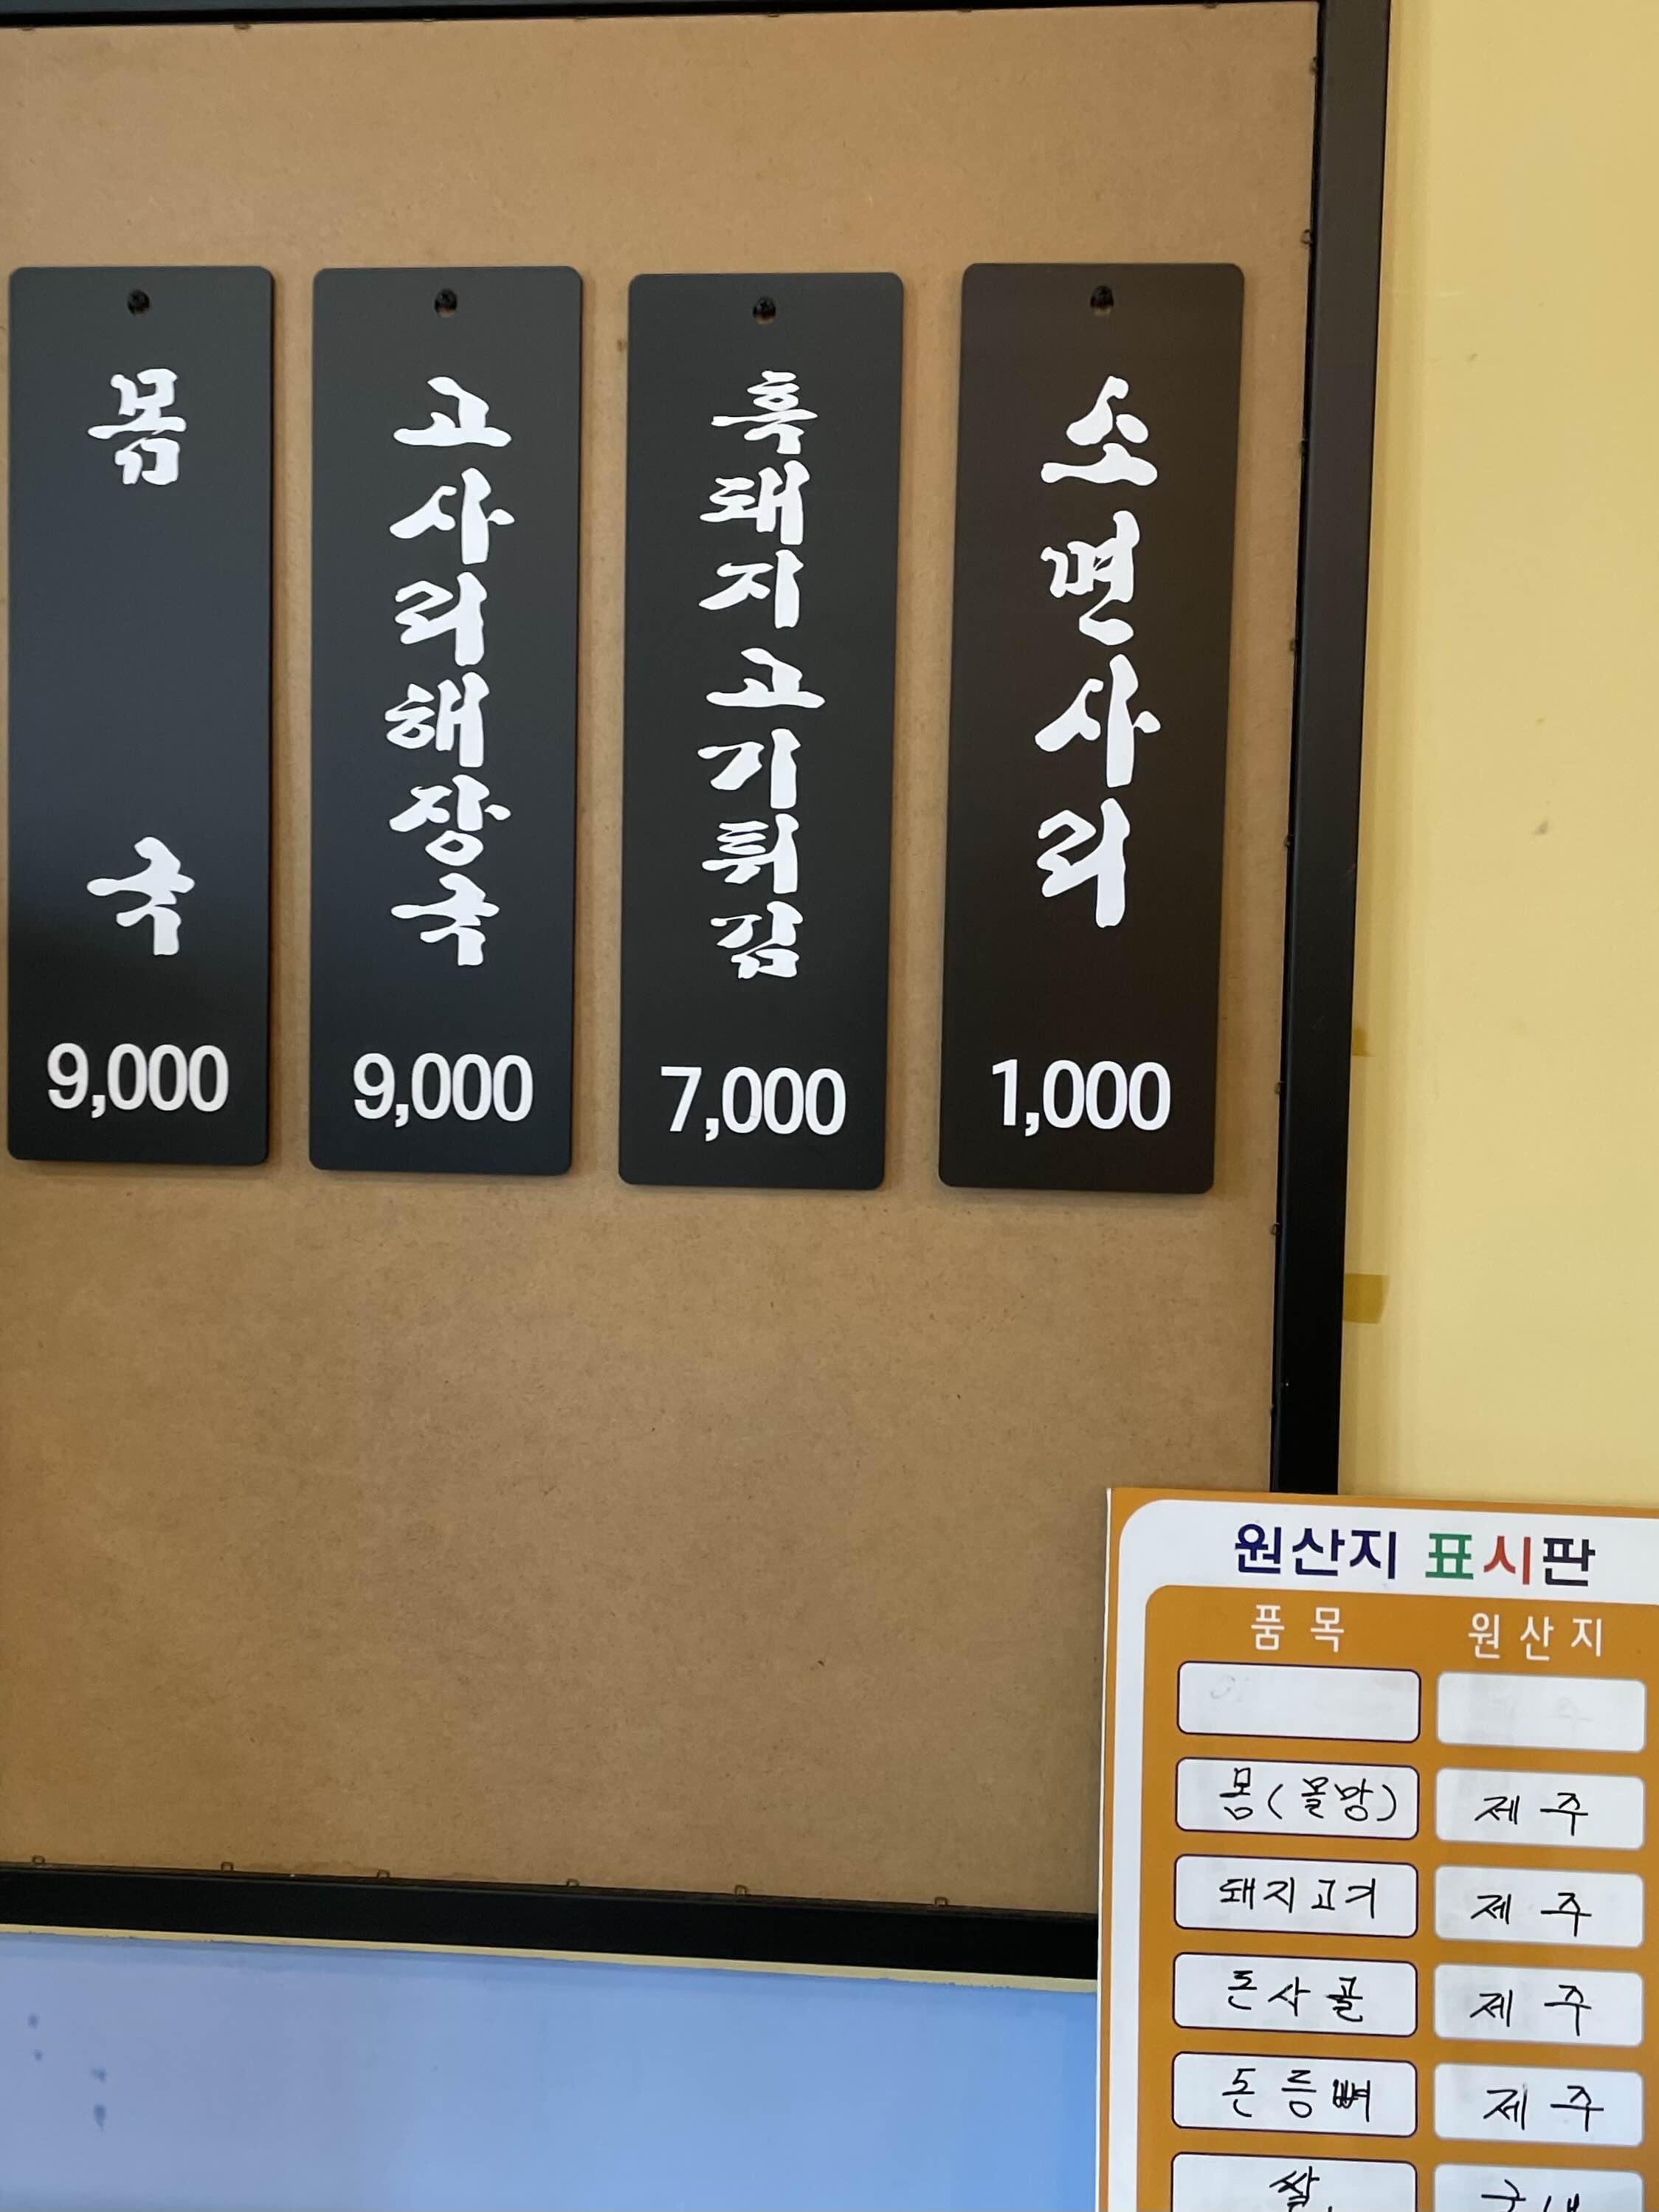 몸국
9,000
고사리해장국
9,000
흑돼지고기튀김
7,000
소면사리
1,000
원산지 표시판
품목 원산지
몸(몰망) 제주
돼지고기 제주
돈사골 제주
돈등뼈 제주
쌀